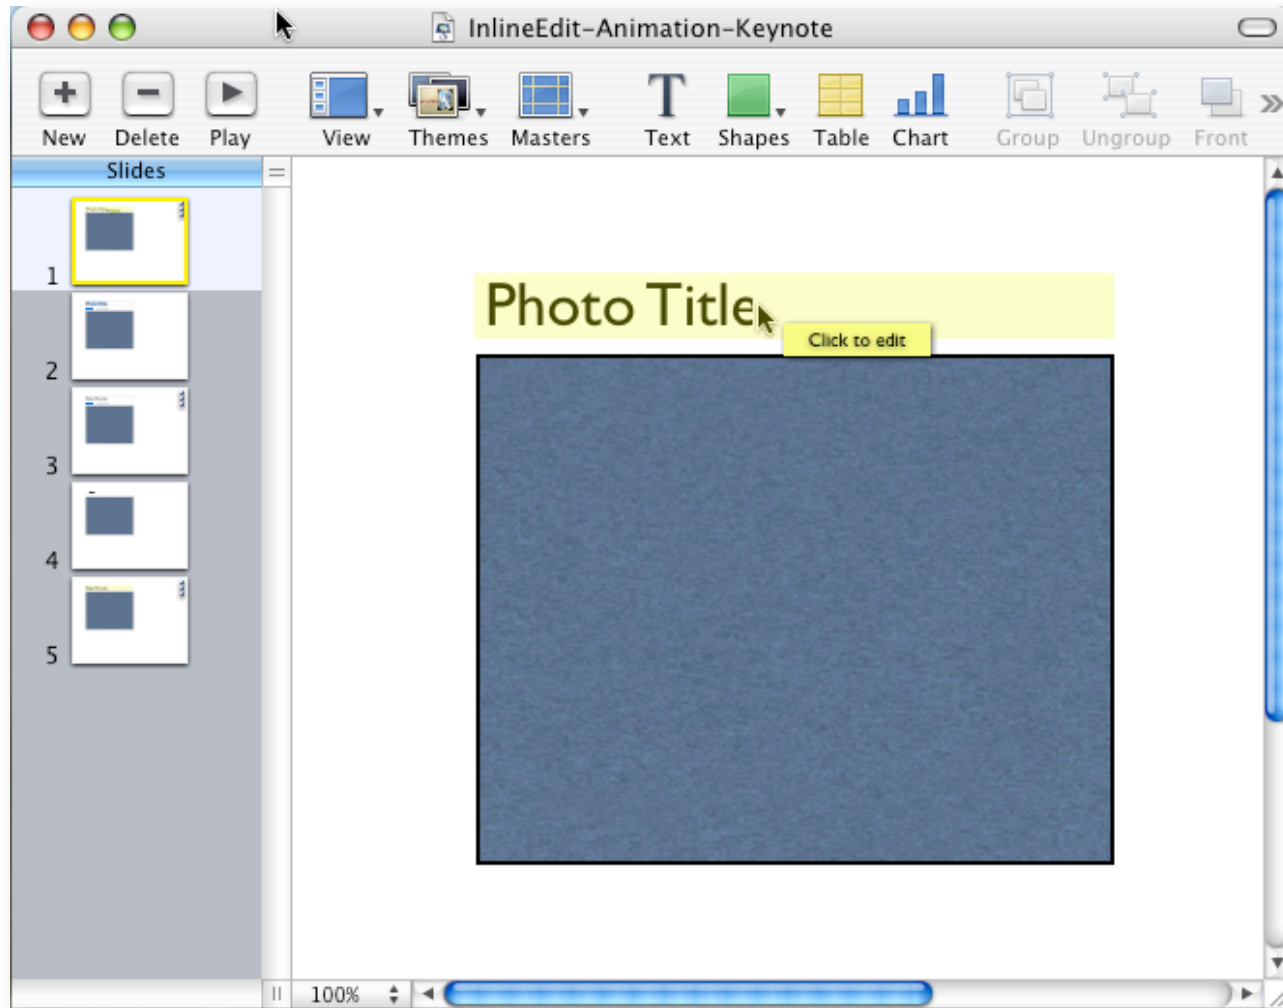 InlineEdit-Animation-Keynote
New Delete Play View Themes Masters Text Shapes Table Chart Group Ungroup Front
Slides
1
2
3
4
5
Photo Title
Click to edit
100%